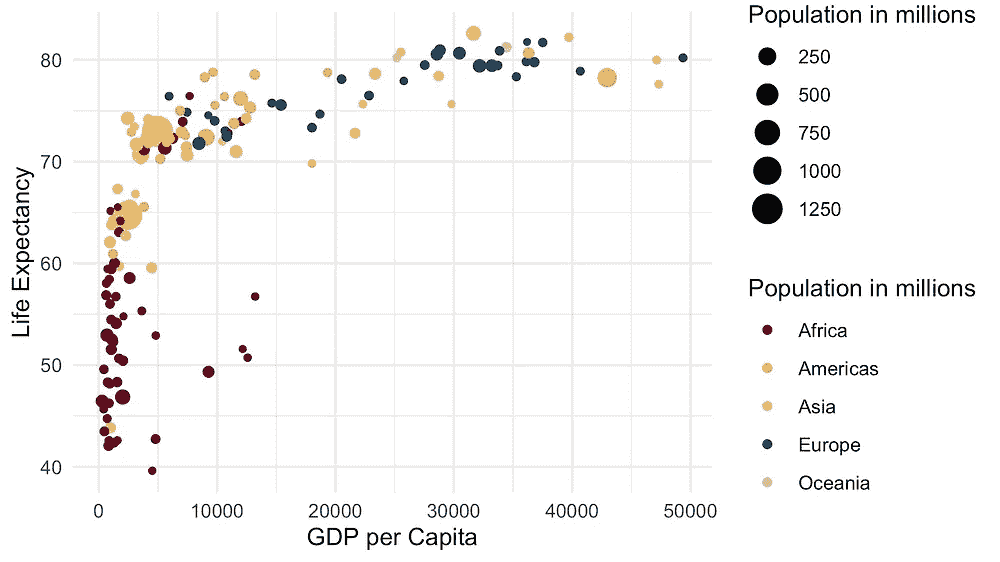 Population in millions
250
500
750
1000
1250
Population in millions
Africa
Americas
Asia
Europe
Oceania
80
70
60
50
40
Life Expectancy
0 10000 20000 30000 40000 50000
GDP per Capita